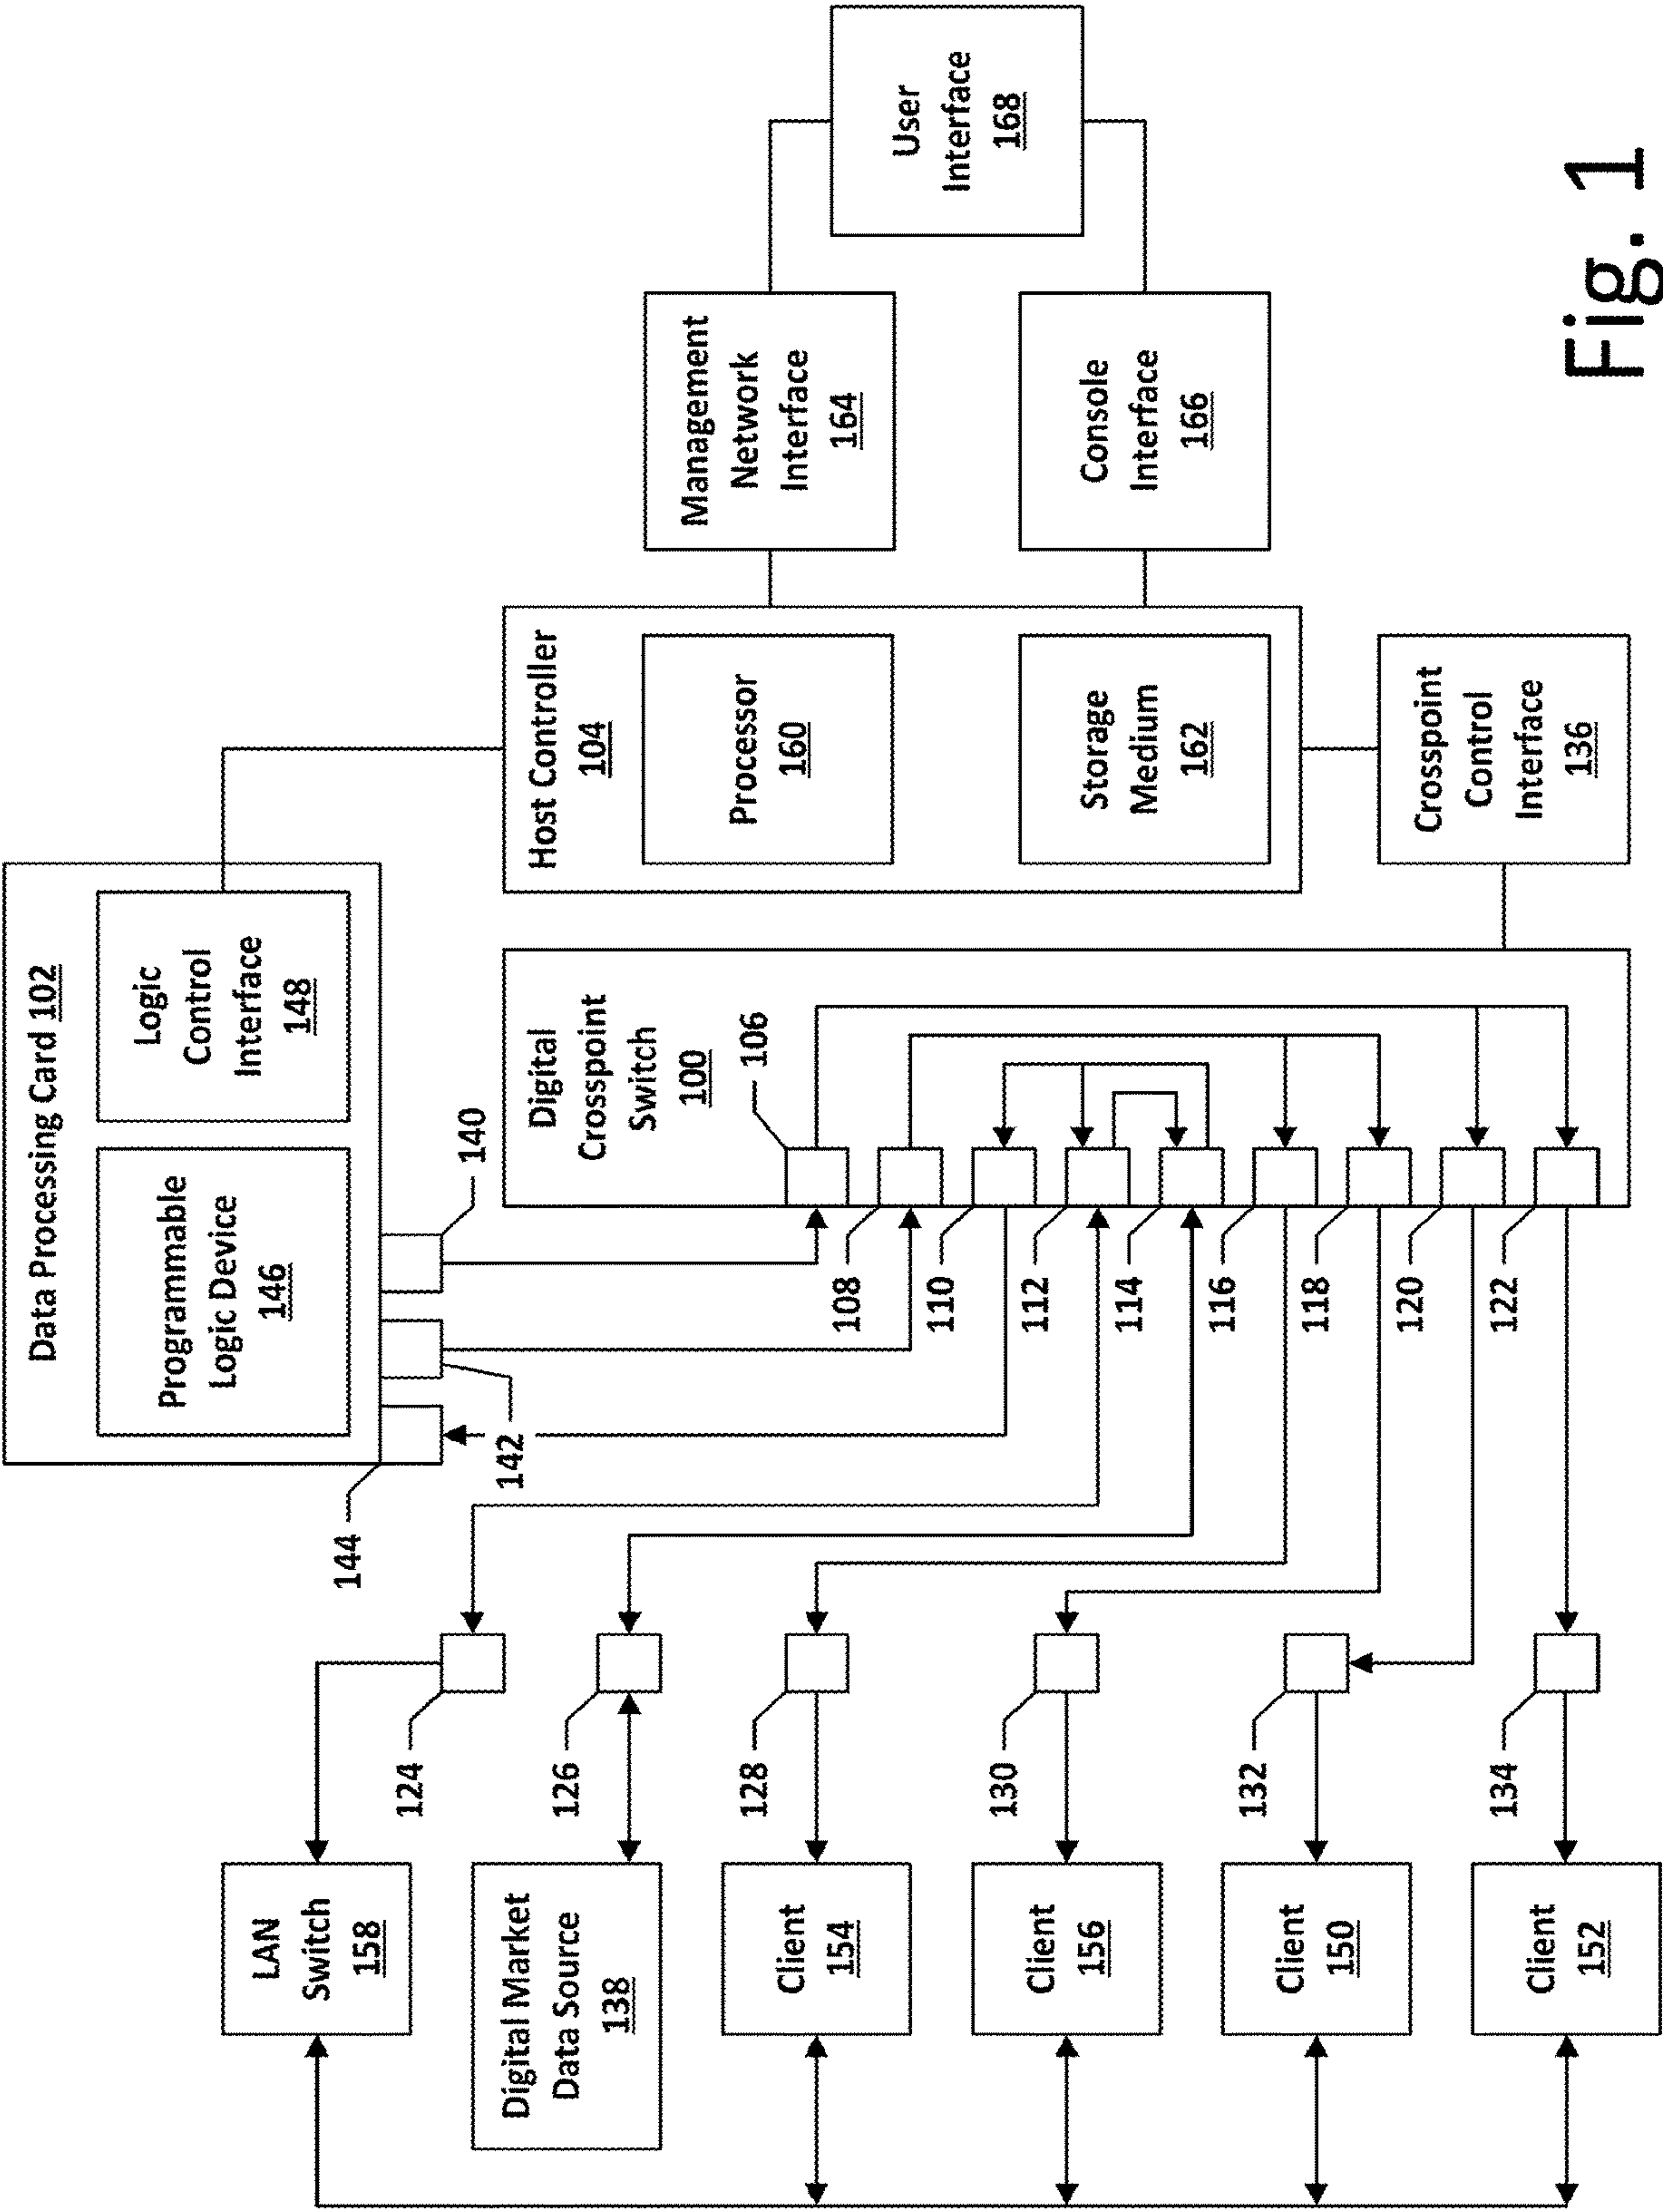 Data Processing Card 102
Programmable
Logic Device
146
Logic
Control
Interface
148
LAN
Switch
158
124
144
142
140
Digital Market
Data Source
138
126
Digital
Crosspoint
Switch
100
106
Host Controller
104
Processor
160
Storage
Medium
162
Management
Network
Interface
164
User
Interface
168
Console
Interface
166
Client
154
128
108
110
112
114
116
118
120
122
Client
156
130
Client
150
132
Client
152
134
Crosspoint
Control
Interface
136
Fig. 1